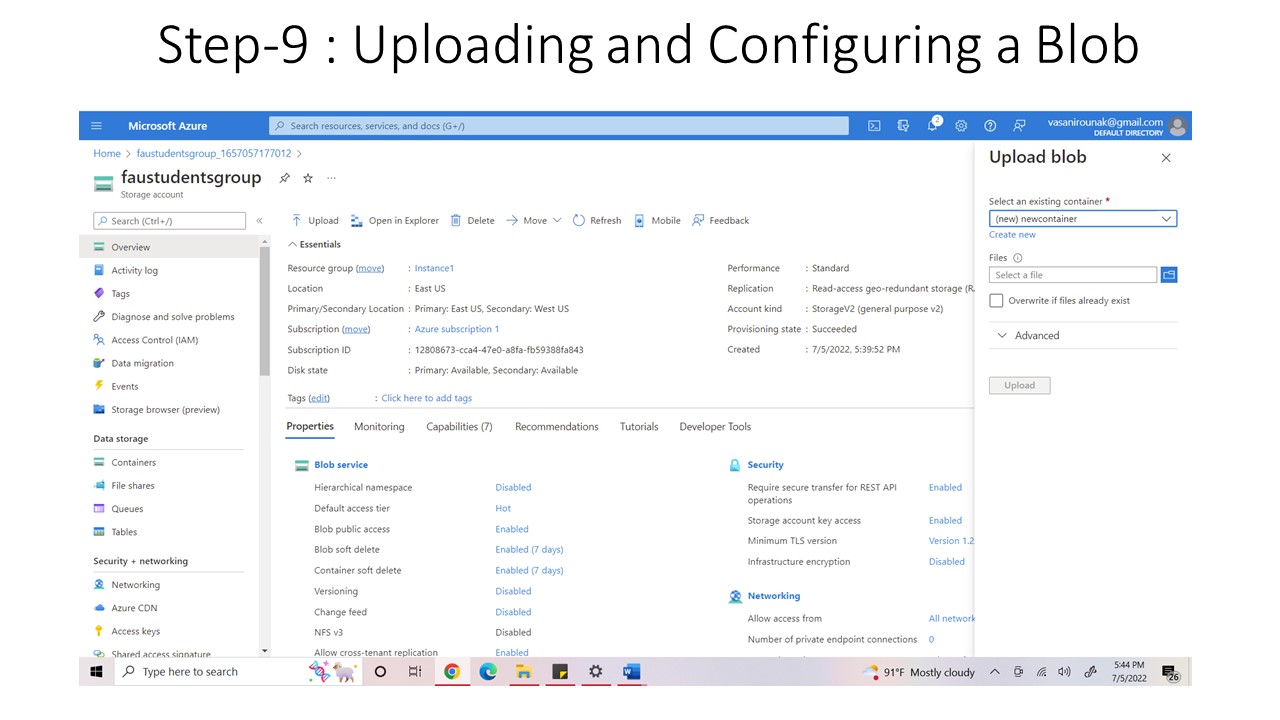 Step-9 : Uploading and Configuring a Blob
Microsoft Azure
Search resources, services, and docs (G+/)
2
vasanirounak@gmail.com
DEFAULT DIRECTORY
Home > faustudentsgroup_1657057177012 >
faustudentsgroup
Storage account
Search (Ctrl+/)
Overview
Activity log
Tags
Diagnose and solve problems
Access Control (IAM)
Data migration
Events
Storage browser (preview)
Data storage
Containers
File shares
Queues
Tables
Security + networking
Networking
Azure CDN
Access keys
Shared access signature
Upload Open in Explorer Delete Move Refresh Mobile Feedback
Essentials
Resource group (move) : Instance1
Location : East US
Primary/Secondary Location : Primary: East US, Secondary: West US
Subscription (move) : Azure subscription 1
Subscription ID : 12808673-cca4-47e0-a8fa-fb59388fa843
Disk state : Primary: Available, Secondary: Available
Tags (edit) : Click here to add tags
Performance : Standard
Replication : Read-access geo-redundant storage (R
Account kind : StorageV2 (general purpose v2)
Provisioning state : Succeeded
Created : 7/5/2022, 5:39:52 PM
Properties Monitoring Capabilities (7) Recommendations Tutorials Developer Tools
Blob service
Hierarchical namespace Disabled
Default access tier Hot
Blob public access Enabled
Blob soft delete Enabled (7 days)
Container soft delete Enabled (7 days)
Versioning Disabled
Change feed Disabled
NFS v3 Disabled
Allow cross-tenant replication Enabled
Security
Require secure transfer for REST API Enabled
operations
Storage account key access Enabled
Minimum TLS version Version 1.2
Infrastructure encryption Disabled
Networking
Allow access from All network
Number of private endpoint connections 0
Upload blob
Select an existing container *
(new) newcontainer
Create new
Files
Select a file
Overwrite if files already exist
Advanced
Upload
Type here to search
91°F Mostly cloudy
5:44 PM
7/5/2022
26